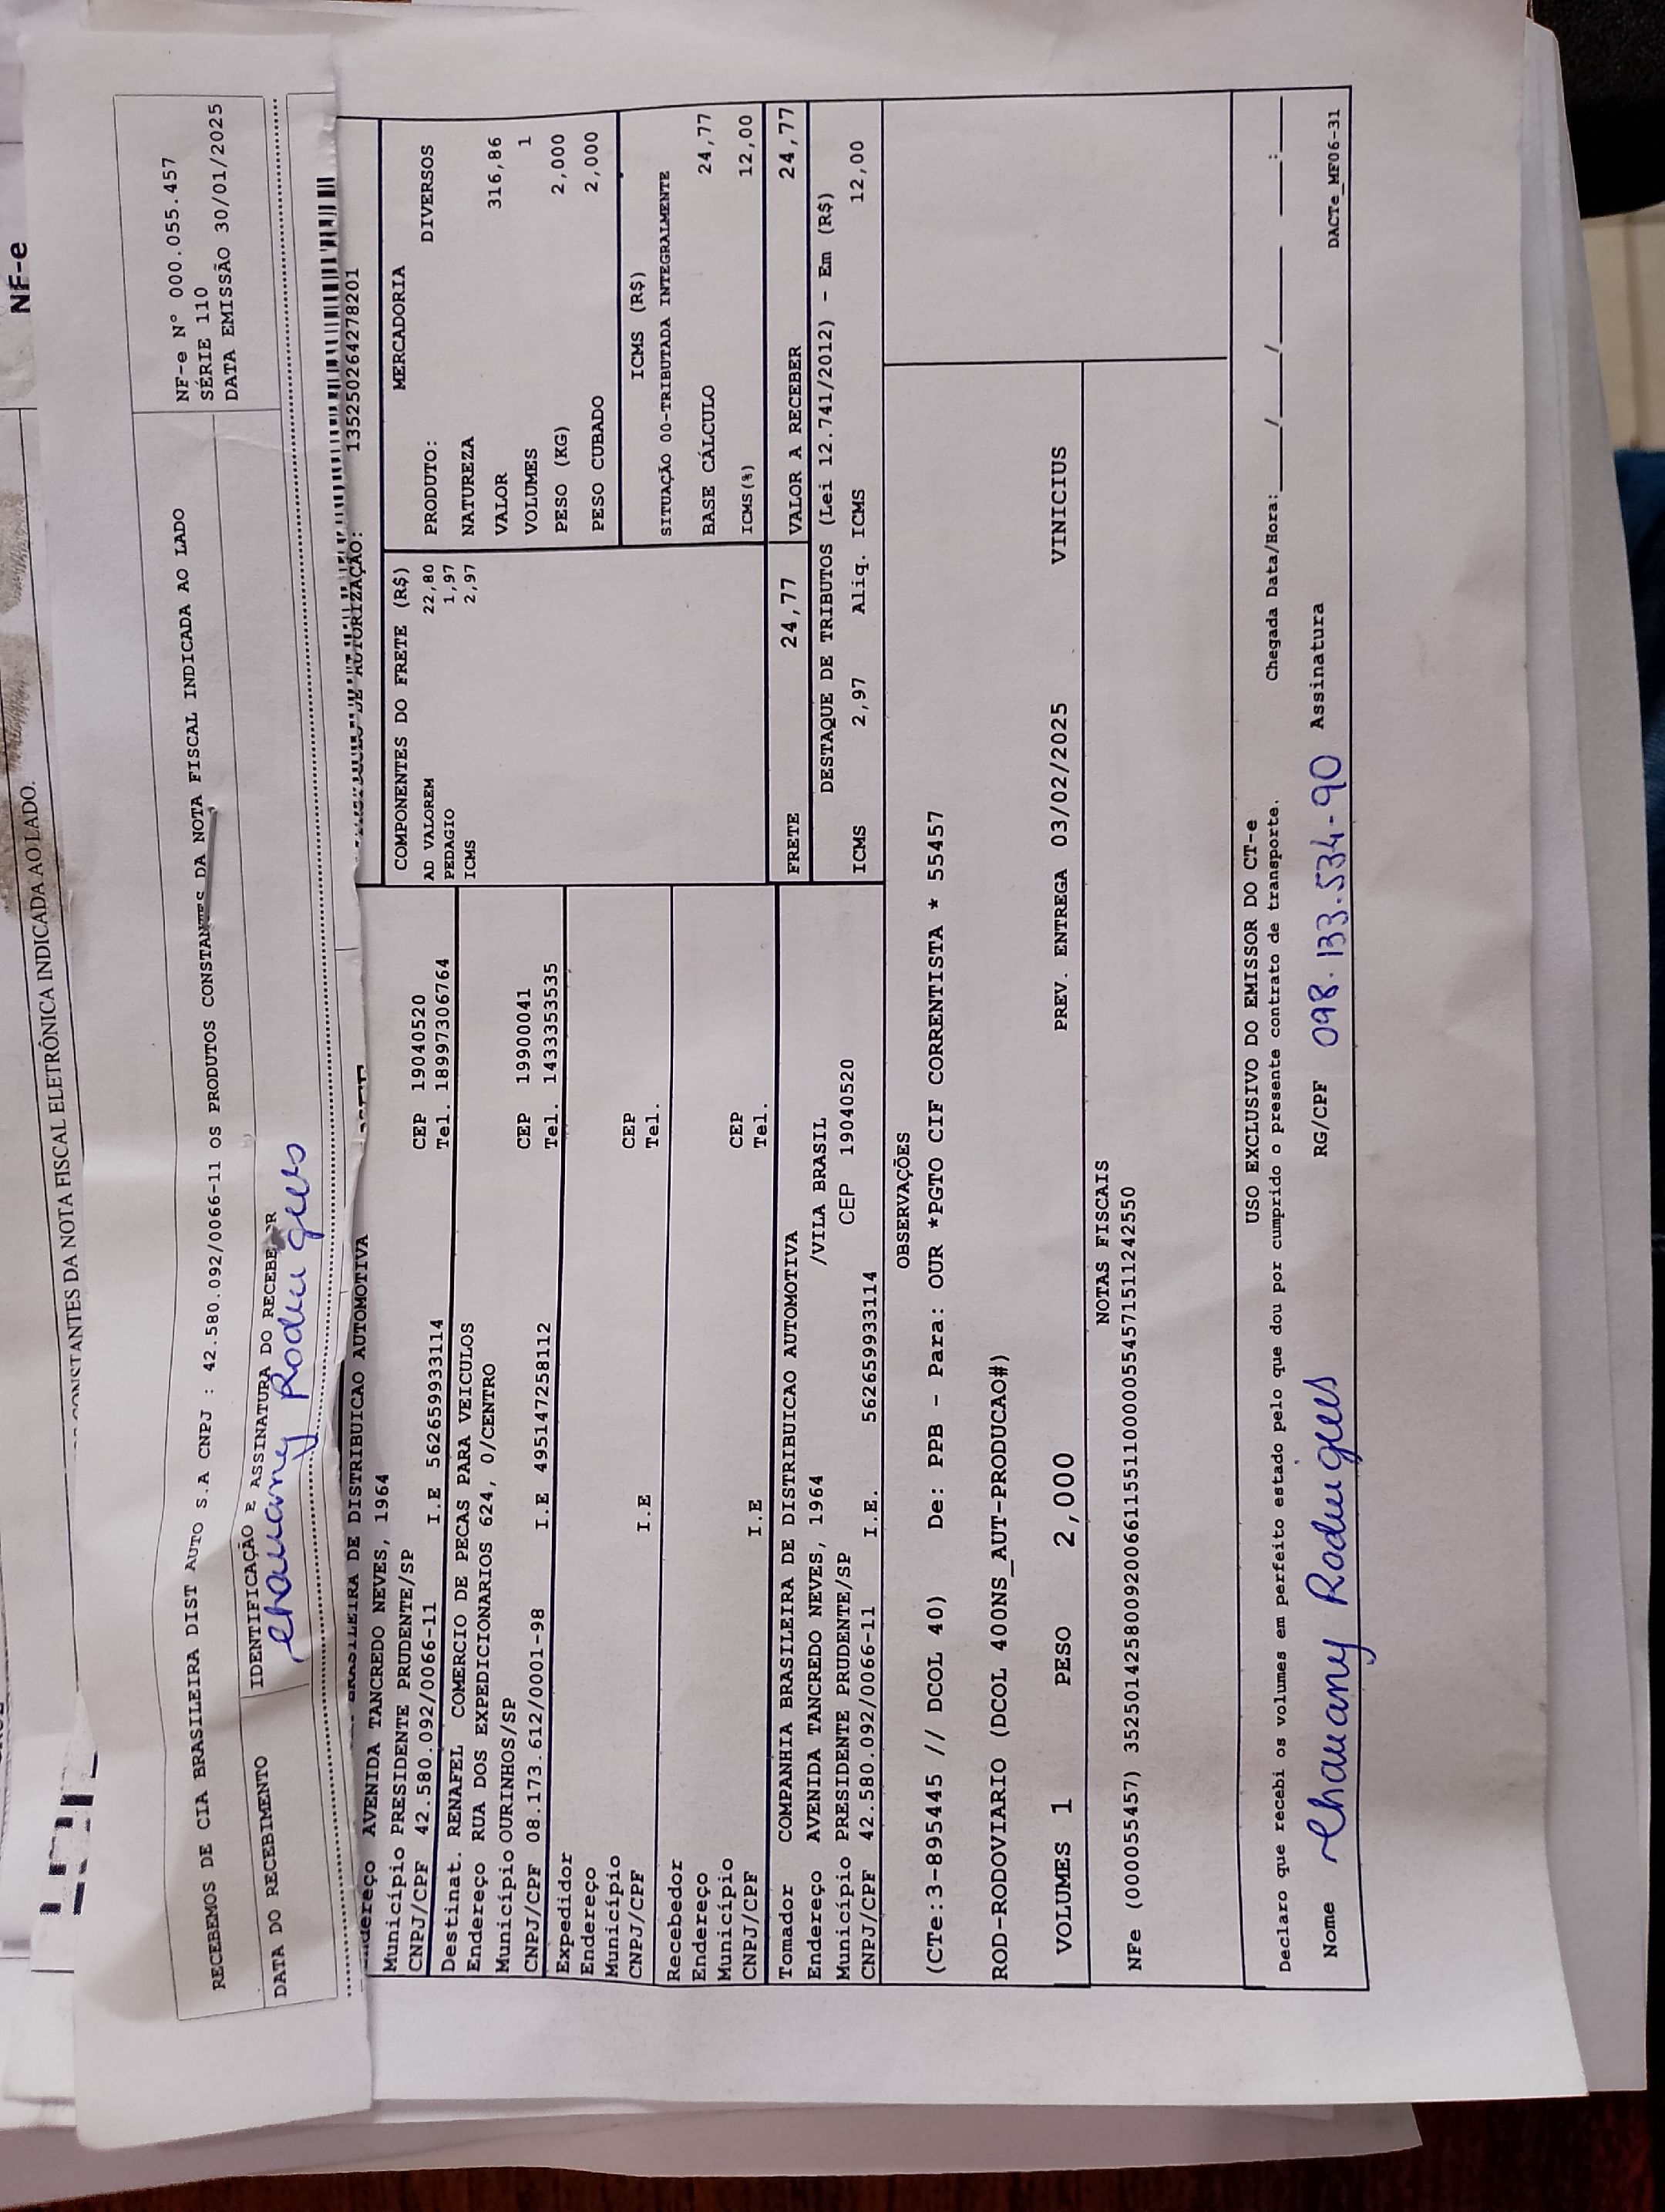 NF-e
CONSTANTES DA NOTA FISCAL ELETRÔNICA INDICADA AO LADO.
RECEBEMOS DE CIA BRASILEIRA DIST AUTO S.A CNPJ : 42.580.092/0066-11 OS PRODUTOS CONSTANTES DA NOTA FISCAL INDICADA AO LADO
NF-e N° 000.055.457
SÉRIE 110
DATA EMISSÃO 30/01/2025
DATA DO RECEBIMENTO
IDENTIFICAÇÃO E ASSINATURA DO RECEBEDOR
Chauany Rodrigues
AUTORIZAÇÃO: 135250264278201
BRASILEIRA DE DISTRIBUICAO AUTOMOTIVA
Endereço AVENIDA TANCREDO NEVES, 1964
Município PRESIDENTE PRUDENTE/SP CEP 19040520
CNPJ/CPF 42.580.092/0066-11 I.E 562659933114 Tel. 18997306764
Destinat. RENAFEL COMERCIO DE PECAS PARA VEICULOS
Endereço RUA DOS EXPEDICIONARIOS 624, 0/CENTRO
Município OURINHOS/SP CEP 19900041
CNPJ/CPF 08.173.612/0001-98 I.E 495147258112 Tel. 1433353535
Expedidor
Endereço
Município CEP
CNPJ/CPF I.E Tel.
Recebedor
Endereço
Município CEP
CNPJ/CPF I.E Tel.
Tomador COMPANHIA BRASILEIRA DE DISTRIBUICAO AUTOMOTIVA
Endereço AVENIDA TANCREDO NEVES, 1964 /VILA BRASIL
Município PRESIDENTE PRUDENTE/SP CEP 19040520
CNPJ/CPF 42.580.092/0066-11 I.E. 562659933114
COMPONENTES DO FRETE (R$)
AD VALOREM 22,80
PEDAGIO 1,97
ICMS 2,97
MERCADORIA
PRODUTO: DIVERSOS
NATUREZA
VALOR 316,86
VOLUMES 1
PESO (KG) 2,000
PESO CUBADO 2,000
ICMS (R$)
SITUAÇÃO 00-TRIBUTADA INTEGRALMENTE
BASE CÁLCULO 24,77
ICMS(%) 12,00
FRETE 24,77 VALOR A RECEBER 24,77
DESTAQUE DE TRIBUTOS (Lei 12.741/2012) - Em (R$)
ICMS 2,97 Aliq. ICMS 12,00
OBSERVAÇÕES
(CTe:3-895445 // DCOL 40) De: PPB - Para: OUR *PGTO CIF CORRENTISTA * 55457
ROD-RODOVIARIO (DCOL 400NS_AUT-PRODUCAO#)
VOLUMES 1 PESO 2,000 PREV. ENTREGA 03/02/2025 VINICIUS
NOTAS FISCAIS
NFe (000055457) 35250142580092006611551100000554571511242550
USO EXCLUSIVO DO EMISSOR DO CT-e
Declaro que recebi os volumes em perfeito estado pelo que dou por cumprido o presente contrato de transporte. Chegada Data/Hora:___/___/___ ___:___
Nome Chauany Rodrigues RG/CPF 098.133.534-90 Assinatura
DACTe_MF06-31